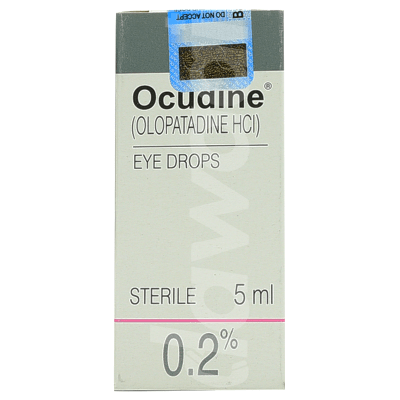 DO NOT ACCEPT
B
Ocudine®
(OLOPATADINE HCl)
EYE DROPS
STERILE 5 ml
0.2%